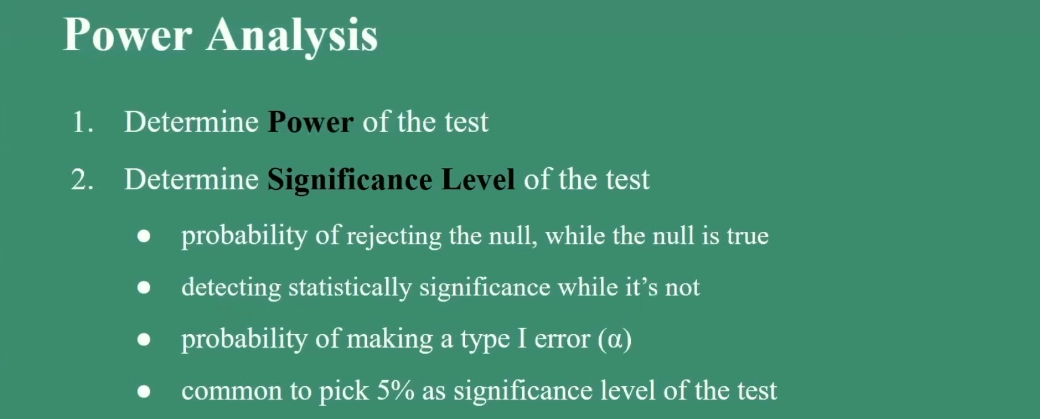 Power Analysis
1. Determine Power of the test
2. Determine Significance Level of the test
● probability of rejecting the null, while the null is true
● detecting statistically significance while it’s not
● probability of making a type I error (α)
● common to pick 5% as significance level of the test